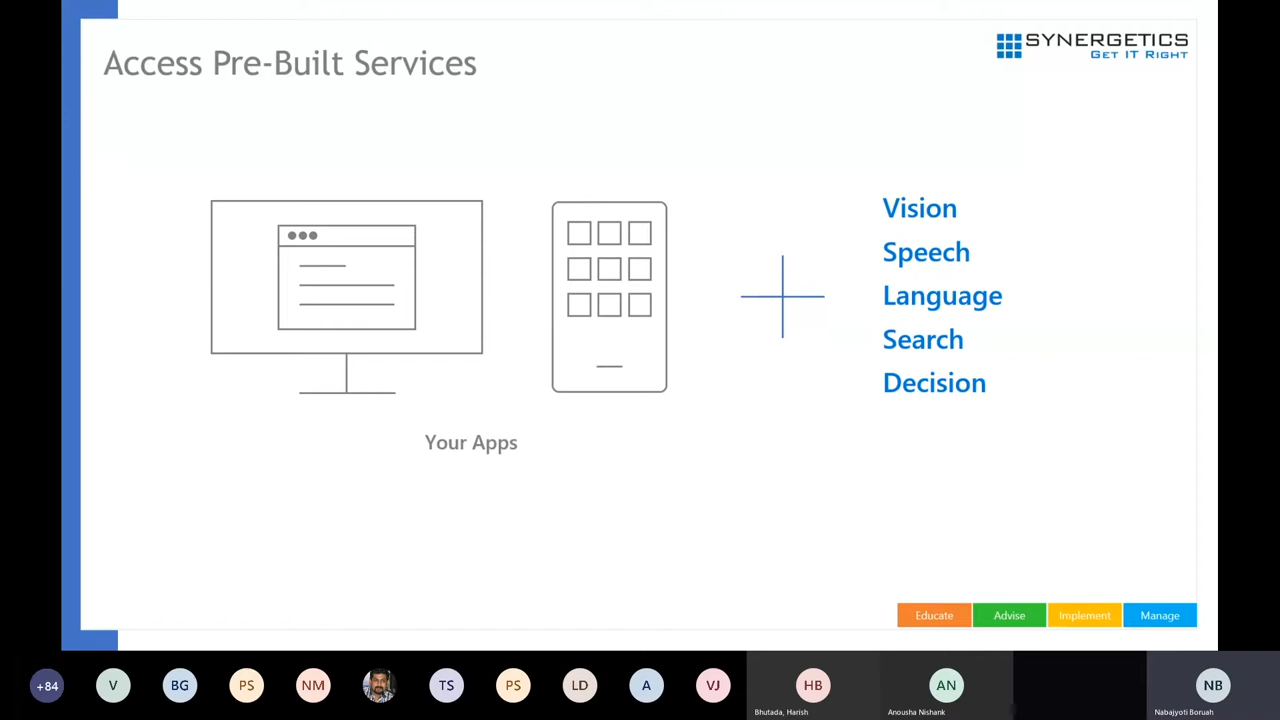 Access Pre-Built Services
SYNERGETICS
GET IT RIGHT
Vision
Speech
Language
Search
Decision
Your Apps
Educate Advise Implement Manage
+84 V BG PS NM TS PS LD A VJ HB AN NB
Bhutada, Harish Anousha Nishank Nabajyoti Boruah